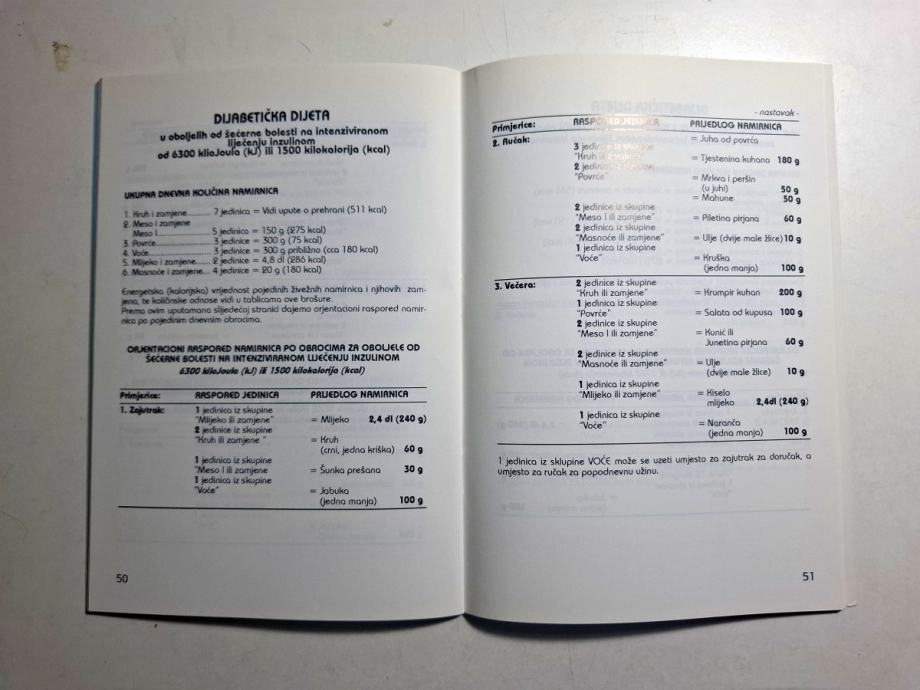 DIJABETIČKA DIJETA
u oboljelih od šećerne bolesti na intenziviranom
liječenju inzulinom
od 6300 kiloJoula (kJ) ili 1500 kilokalorija (kcal)
UKUPNA DNEVNA KOLIČINA NAMIRNICA
1. Kruh i zamjene.......... 7 jedinica = Vidi upute o prehrani (511 kcal)
2. Meso i zamjene
Meso I.......... 5 jedinica = 150 g (275 kcal)
3. Povrće.......... 3 jedinice = 300 g (75 kcal)
4. Voće.......... 3 jedinice = 300 g približno (cca 180 kcal)
5. Mlijeko i zamjene.... 2 jedinice = 4,8 dl (286 kcal)
6. Masnoće i zamjene.... 4 jedinice = 20 g (180 kcal)
Energetska (kalorijska) vrijednost pojedinih živežnih namirnica i njihovih zam-
jena, te količinske odnose vidi u tablicama ove brošure.
Prema ovim uputama slijedećoj stranici dajemo orjentacioni raspored namir-
nica po pojedinim dnevnim obrocima.
ORJENTACIONI RASPORED NAMIRNICA PO OBROCIMA ZA OBOLJELE OD
ŠEĆERNE BOLESTI NA INTENZIVIRANOM LIJEČENJU INZULINOM
6300 kiloJoula (kJ) ili 1500 kilokalorija (kcal)
Primjerice: RASPORED JEDINICA PRIJEDLOG NAMIRNICA
1. Zajutrak: 1 jedinica iz skupine
"Mlijeko ili zamjene" = Mlijeko 2,4 dl (240 g)
2 jedinice iz skupine
"Kruh ili zamjene " = Kruh
(crni, jedna kriška) 60 g
1 jedinica iz skupine
"Meso I ili zamjene = Šunka prešana 30 g
1 jedinica iz skupine
"Voće" = Jabuka
(jedna manja) 100 g
50
- nastavak -
Primjerice: RASPORED JEDINICA PRIJEDLOG NAMIRNICA
2. Ručak: = Juha od povrća
3 jedinice iz skupine
"Kruh ili zamjene" = Tjestenina kuhana 180 g
2 jedinice iz skupine
"Povrće" = Mrkva i peršin
(u juhi) 50 g
= Mahune 50 g
2 jedinice iz skupine
"Meso I ili zamjene" = Piletina pirjana 60 g
2 jedinice iz skupine
"Masnoće ili zamjene" = Ulje (dvije male žlice) 10 g
1 jedinica iz skupine
"Voće" = Kruška
(jedna manja) 100 g
3. Večera: 2 jedinice iz skupine
"Kruh ili zamjene" = Krumpir kuhan 200 g
1 jedinica iz skupine
"Povrće" = Salata od kupusa 100 g
2 jedinice iz skupine
"Meso I ili zamjene" = Kunić ili
Junetina pirjana 60 g
2 jedinice iz skupine
"Masnoće ili zamjene" = Ulje
(dvije male žlice) 10 g
1 jedinica iz skupine
"Mlijeko ili zamjene" = Kiselo
mlijeko 2,4dl (240 g)
1 jedinica iz skupine
"Voće" = Naranča
(jedna manja) 100 g
1 jedinica iz sklupine VOĆE može se uzeti umjesto za zajutrak za doručak, a
umjesto za ručak za popodnevnu užinu.
51